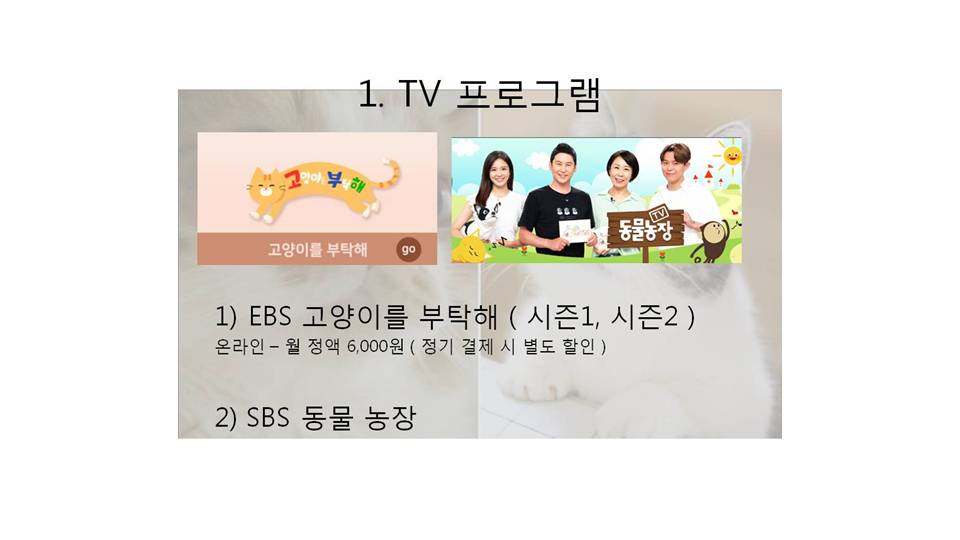 1. TV 프로그램
고양이를 부탁해
고양이를 부탁해 go
TV
동물농장
1) EBS 고양이를 부탁해 ( 시즌1, 시즌2 )
온라인 – 월 정액 6,000원 ( 정기 결제 시 별도 할인 )
2) SBS 동물 농장